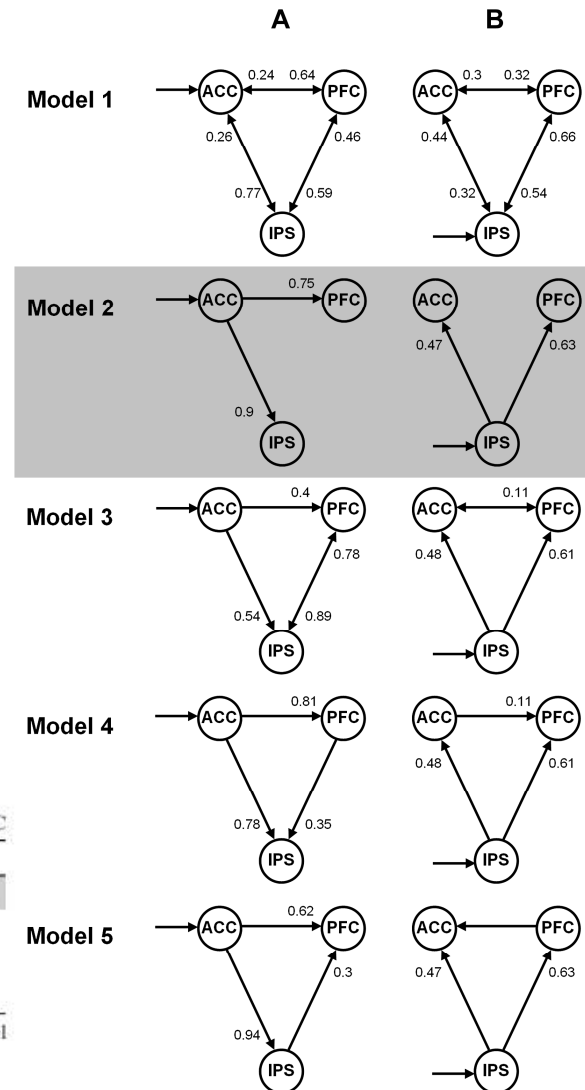 A B
Model 1
ACC 0.24 0.64 PFC ACC 0.3 0.32 PFC
0.26 0.46 0.44 0.66
0.77 0.59 0.32 0.54
IPS IPS
Model 2
ACC 0.75 PFC ACC PFC
0.47 0.63
0.9
IPS IPS
Model 3
ACC 0.4 PFC ACC 0.11 PFC
0.78 0.48 0.61
0.54 0.89
IPS IPS
Model 4
ACC 0.81 PFC ACC 0.11 PFC
0.48 0.61
0.78 0.35
IPS IPS
Model 5
ACC 0.62 PFC ACC PFC
0.3 0.47 0.63
0.94
IPS IPS